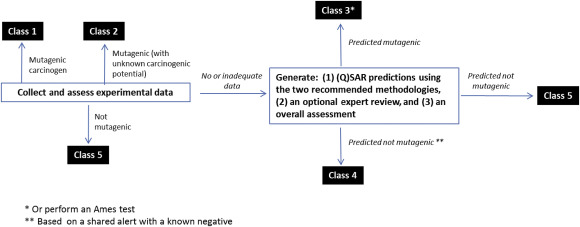 Class 1
Class 2
Class 3*
Mutagenic
carcinogen
Mutagenic (with
unknown carcinogenic
potential)
Predicted mutagenic
Collect and assess experimental data
No or inadequate
data
Generate: (1) (Q)SAR predictions using
the two recommended methodologies,
(2) an optional expert review, and (3) an
overall assessment
Predicted not
mutagenic
Class 5
Not
mutagenic
Class 5
Predicted not mutagenic **
Class 4
* Or perform an Ames test
** Based on a shared alert with a known negative